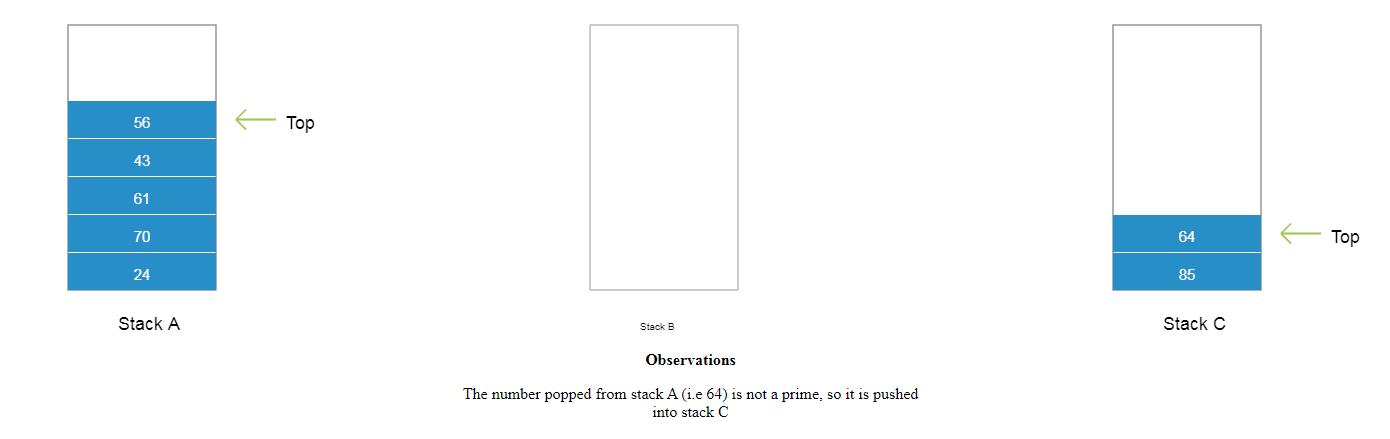 56
Top
43
61
70
24
Stack A
Stack B
64
Top
85
Stack C
Observations
The number popped from stack A (i.e 64) is not a prime, so it is pushed
into stack C